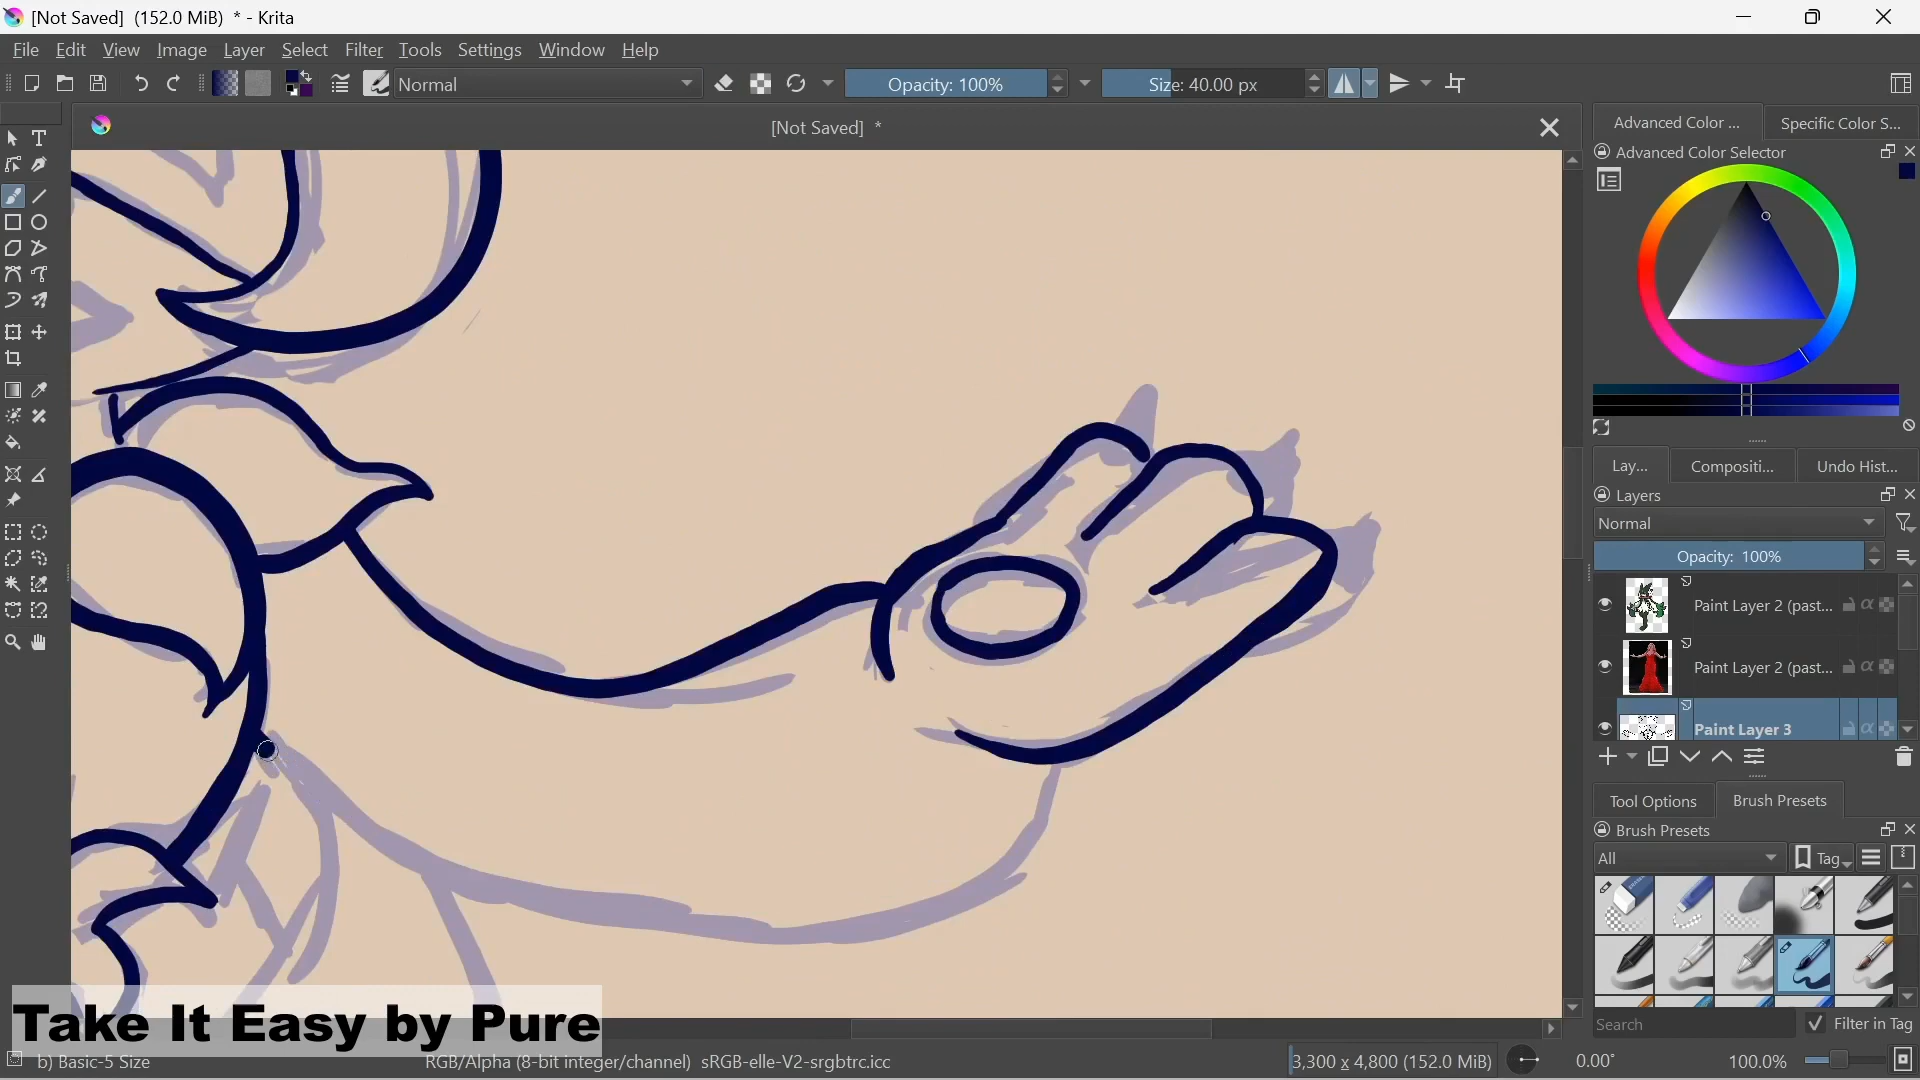 [Not Saved]  (152.0 MiB)  * - Krita
File Edit View Image Layer Select Filter Tools Settings Window Help
Normal Opacity: 100% Size: 40.00 px
[Not Saved]  *
Advanced Color ... Specific Color S...
Advanced Color Selector
Lay... Compositi... Undo Hist...
Layers
Normal
Opacity: 100%
Paint Layer 2 (past...
Paint Layer 2 (past...
Paint Layer 3
Tool Options Brush Presets
Brush Presets
All Tag
Search Filter in Tag
Take It Easy by Pure
b) Basic-5 Size RGB/Alpha (8-bit integer/channel)  sRGB-elle-V2-srgbtrc.icc 3,300 x 4,800 (152.0 MiB) 0.00° 100.0%